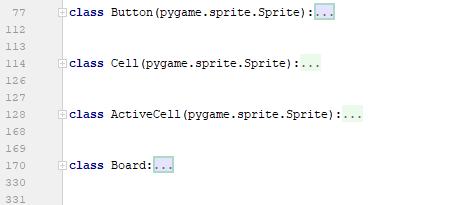 77 class Button(pygame.sprite.Sprite):...
112
113
114 class Cell(pygame.sprite.Sprite):...
126
127
128 class ActiveCell(pygame.sprite.Sprite):...
168
169
170 class Board:...
330
331